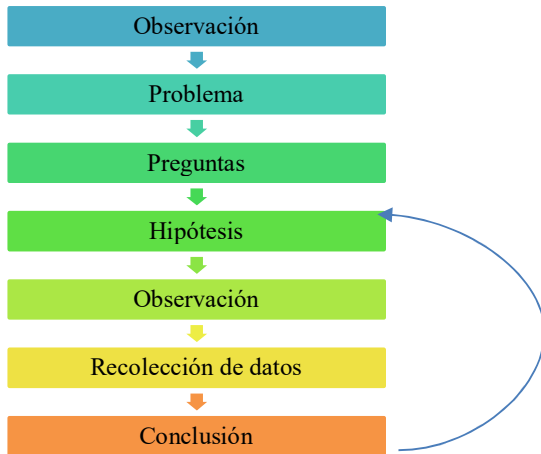 Observación
Problema
Preguntas
Hipótesis
Observación
Recolección de datos
Conclusión